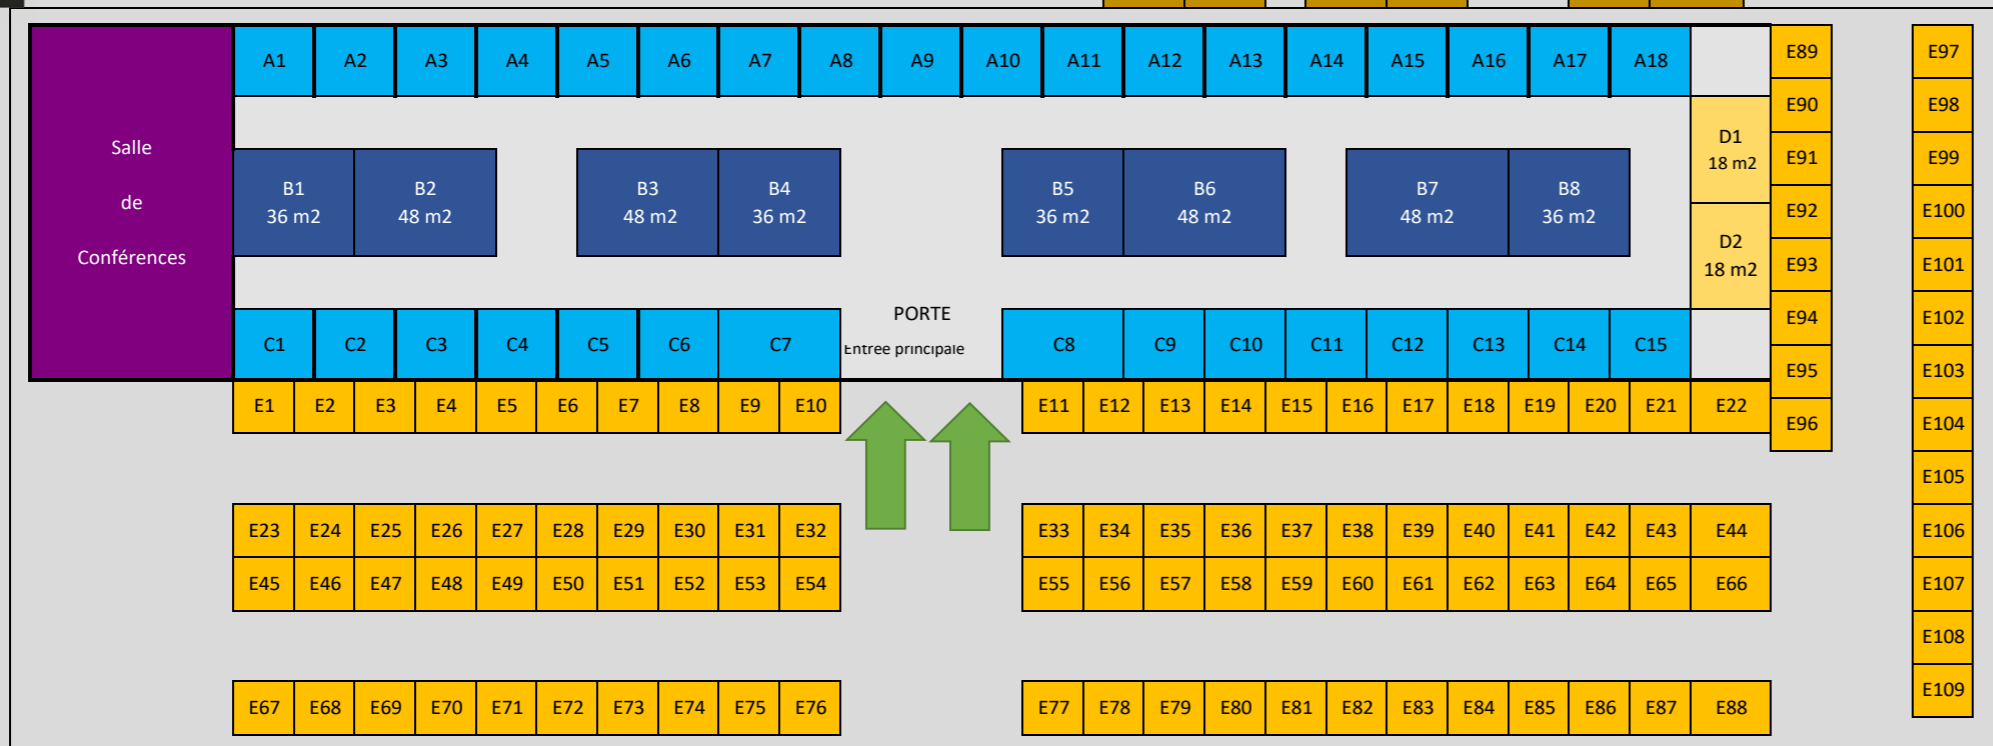 A1 A2 A3 A4 A5 A6 A7 A8 A9 A10 A11 A12 A13 A14 A15 A16 A17 A18
E89 E97
E90 E98
Salle
de
Conférences
B1
36 m2
B2
48 m2
B3
48 m2
B4
36 m2
B5
36 m2
B6
48 m2
B7
48 m2
B8
36 m2
D1
18 m2
D2
18 m2
E91 E99
E92 E100
E93 E101
E94 E102
PORTE
Entrée principale
C1 C2 C3 C4 C5 C6 C7 C8 C9 C10 C11 C12 C13 C14 C15
E95 E103
E1 E2 E3 E4 E5 E6 E7 E8 E9 E10 E11 E12 E13 E14 E15 E16 E17 E18 E19 E20 E21 E22
E96 E104
E105
E23 E24 E25 E26 E27 E28 E29 E30 E31 E32 E33 E34 E35 E36 E37 E38 E39 E40 E41 E42 E43 E44 E106
E45 E46 E47 E48 E49 E50 E51 E52 E53 E54 E55 E56 E57 E58 E59 E60 E61 E62 E63 E64 E65 E66 E107
E108
E67 E68 E69 E70 E71 E72 E73 E74 E75 E76 E77 E78 E79 E80 E81 E82 E83 E84 E85 E86 E87 E88
E109